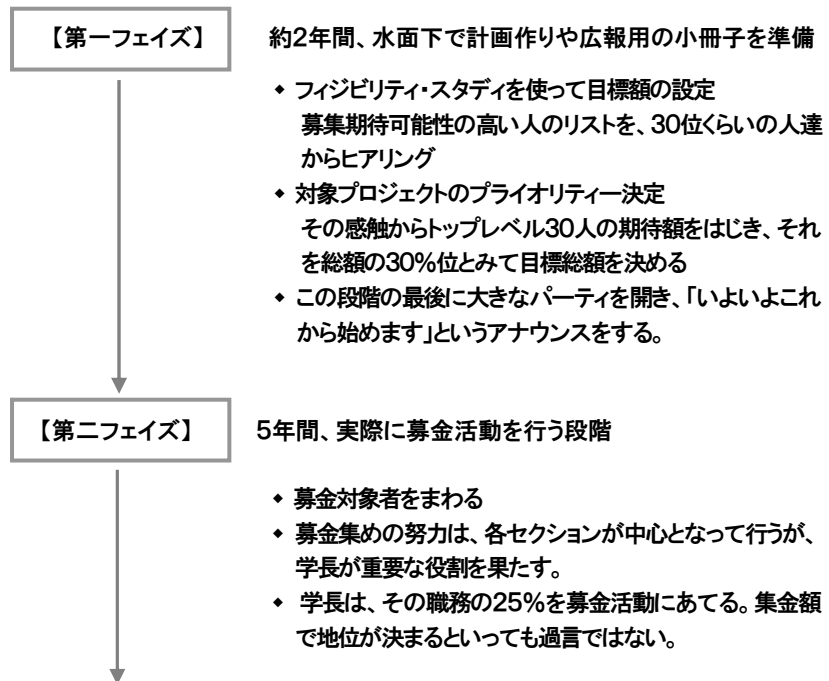 【第一フェイズ】 約2年間、水面下で計画作りや広報用の小冊子を準備
◆ フィジビリティ・スタディを使って目標額の設定
募集期待可能性の高い人のリストを、30位くらいの人達
からヒアリング
◆ 対象プロジェクトのプライオリティー決定
その感触からトップレベル30人の期待額をはじき、それ
を総額の30%位とみて目標総額を決める
◆ この段階の最後に大きなパーティを開き、「いよいよこれ
から始めます」というアナウンスをする。
【第二フェイズ】 5年間、実際に募金活動を行う段階
◆ 募金対象者をまわる
◆ 募金集めの努力は、各セクションが中心となって行うが、
学長が重要な役割を果たす。
◆ 学長は、その職務の25%を募金活動にあてる。集金額
で地位が決まるといっても過言ではない。